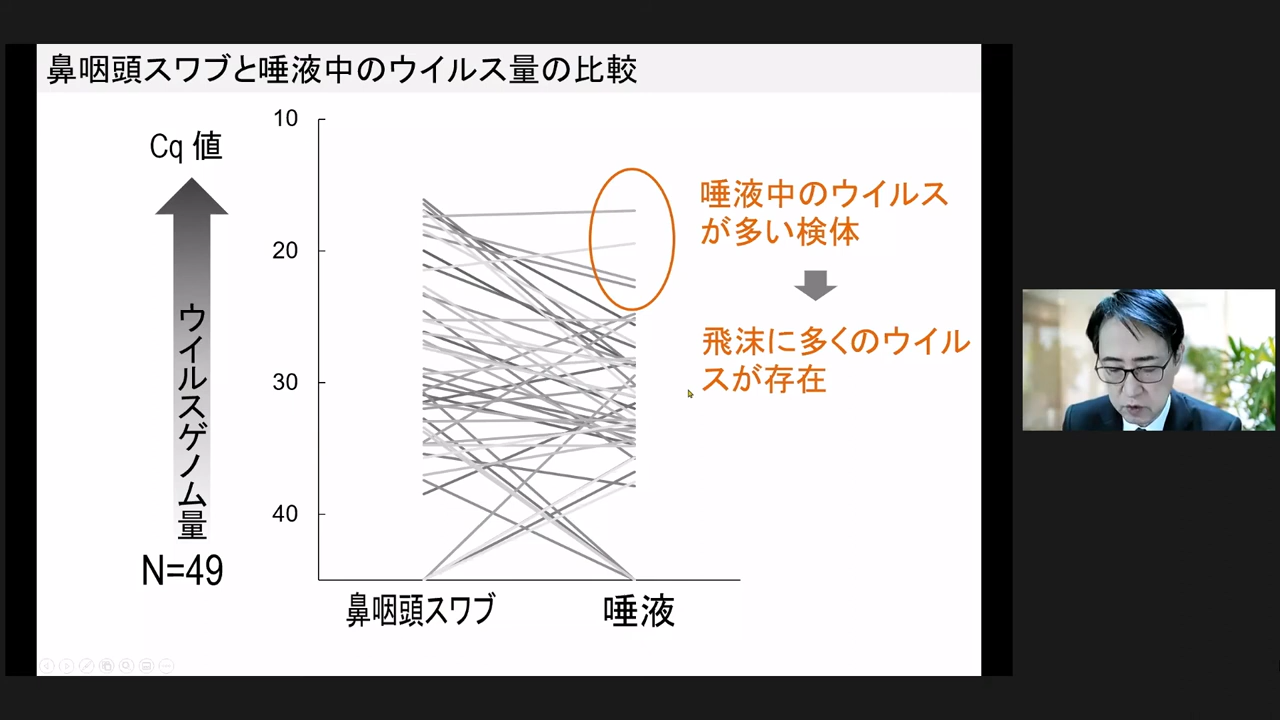 鼻咽頭スワブと唾液中のウイルス量の比較
Cq 値
ウイルスゲノム量
N=49
10
20
30
40
鼻咽頭スワブ
唾液
唾液中のウイルス
が多い検体
飛沫に多くのウイル
スが存在